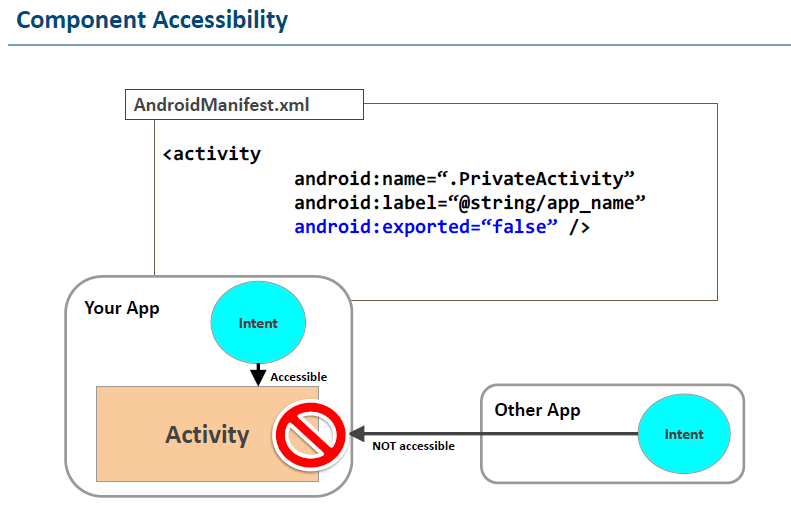 Component Accessibility
AndroidManifest.xml
<activity
android:name=“.PrivateActivity”
android:label=“@string/app_name”
android:exported=“false” />
Your App
Intent
Accessible
Activity
NOT accessible
Other App
Intent